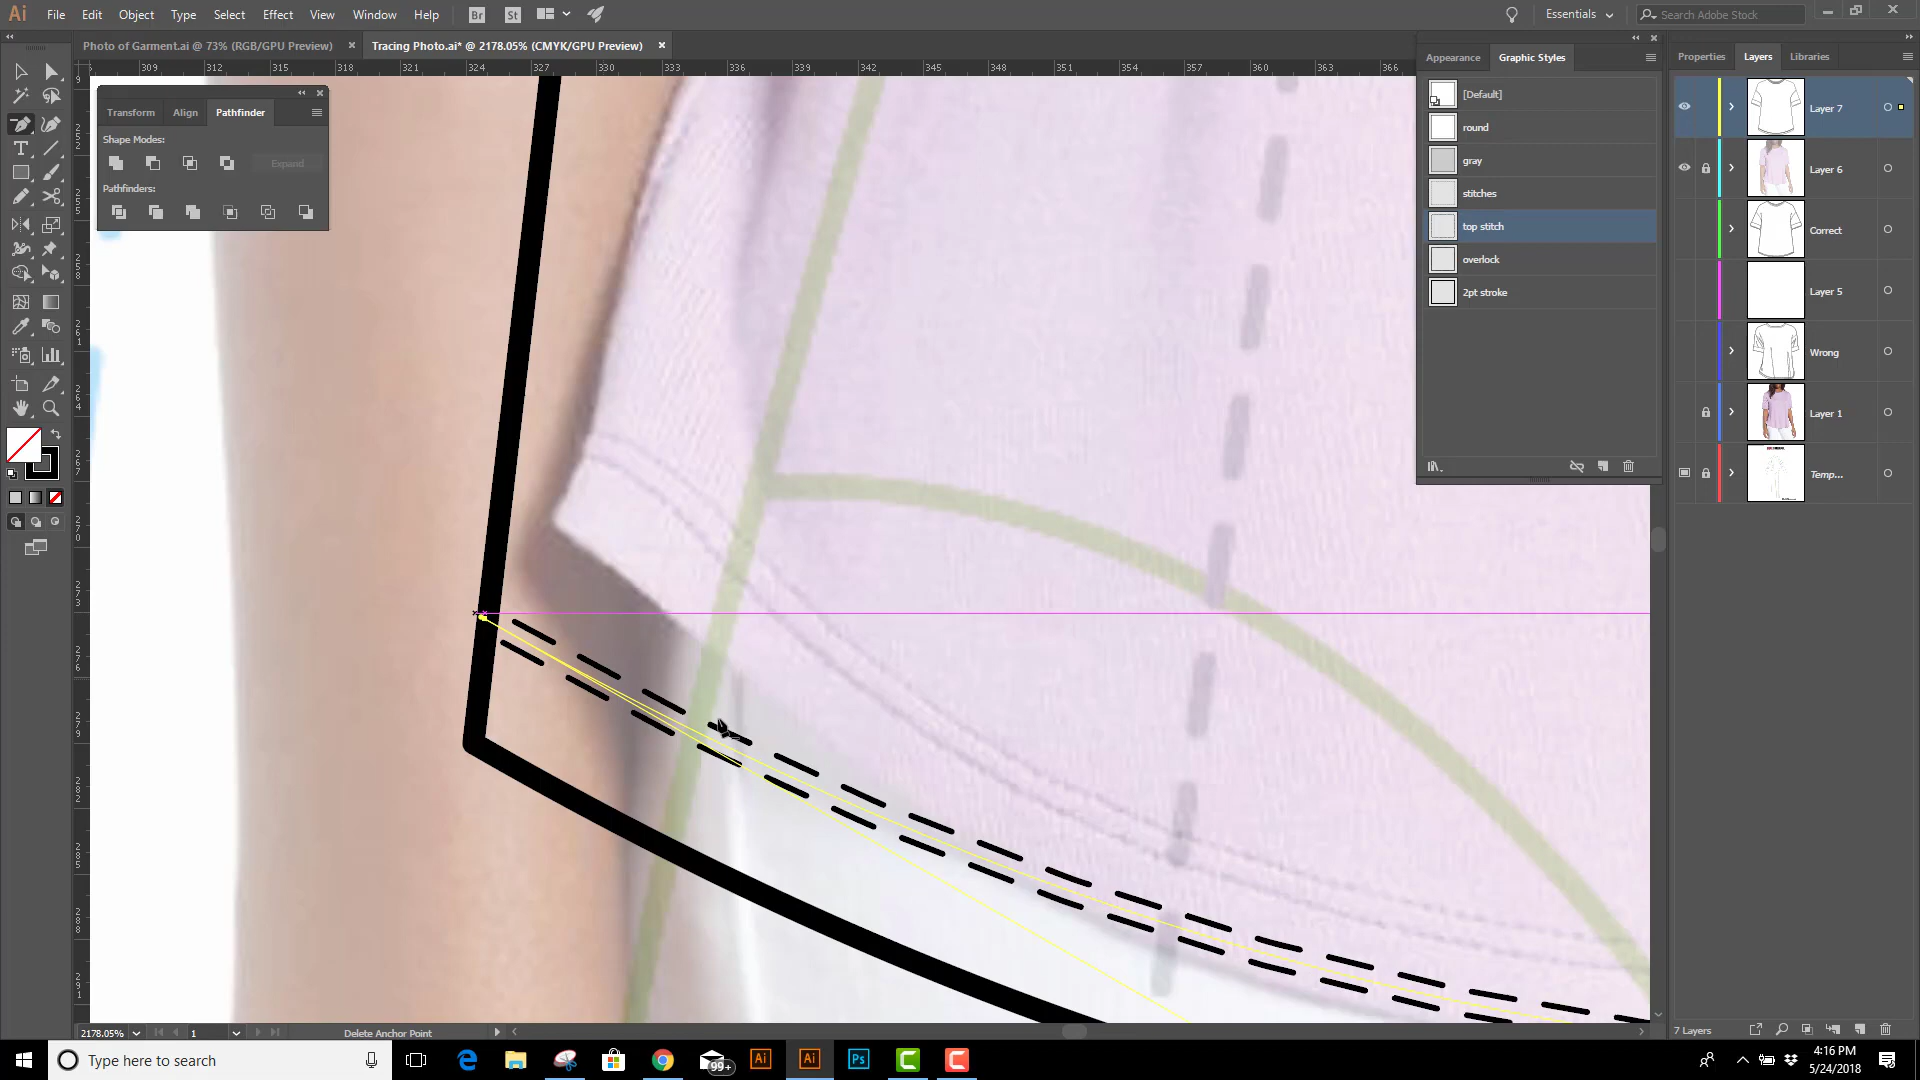 Ai File Edit Object Type Select Effect View Window Help Br St Essentials Search Adobe Stock
Photo of Garment.ai @ 73% (RGB/GPU Preview) × Tracing Photo.ai* @ 2178.05% (CMYK/GPU Preview) ×
309 312 315 318 321 324 327 330 333 336 339 342 345 348 351 354 357 360 363 366
Transform Align Pathfinder
Shape Modes:
Expand
Pathfinders:
Appearance Graphic Styles
[Default]
round
gray
stitches
top stitch
overlock
2pt stroke
Properties Layers Libraries
Layer 7
Layer 6
Correct
Layer 5
Wrong
Layer 1
Temp...
7 Layers
2178.05% 1 Delete Anchor Point
Type here to search
99+
Ai Ai Ps
4:16 PM
5/24/2018